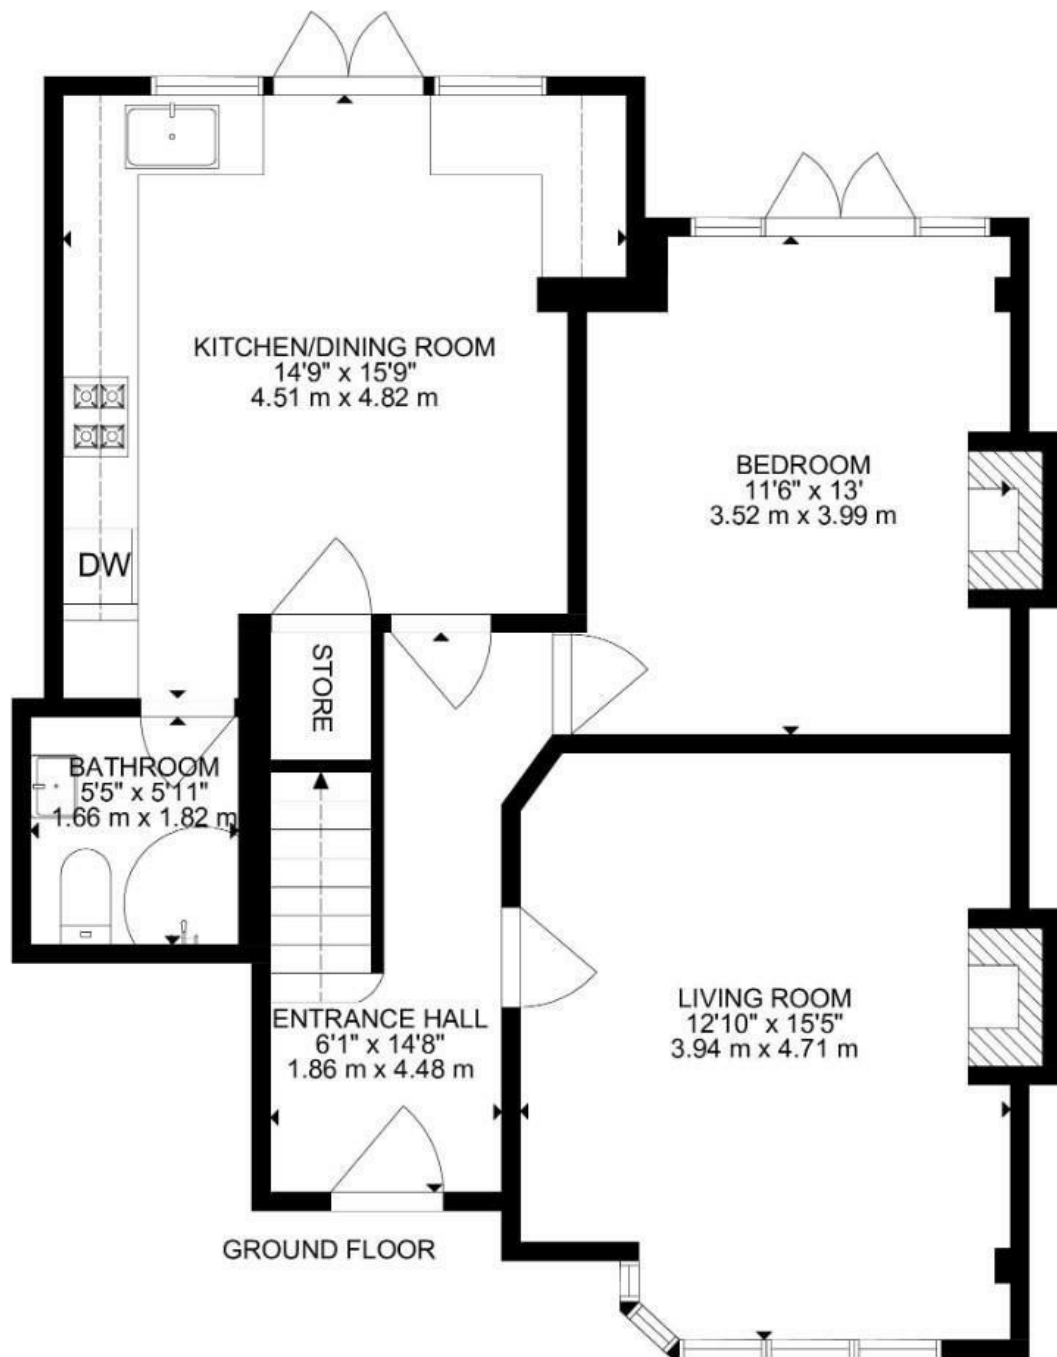 KITCHEN/DINING ROOM
14'9" x 15'9"
4.51 m x 4.82 m
BEDROOM
11'6" x 13'
3.52 m x 3.99 m
DW
STORE
BATHROOM
5'5" x 5'11"
1.66 m x 1.82 m
LIVING ROOM
12'10" x 15'5"
3.94 m x 4.71 m
ENTRANCE HALL
6'1" x 14'8"
1.86 m x 4.48 m
GROUND FLOOR